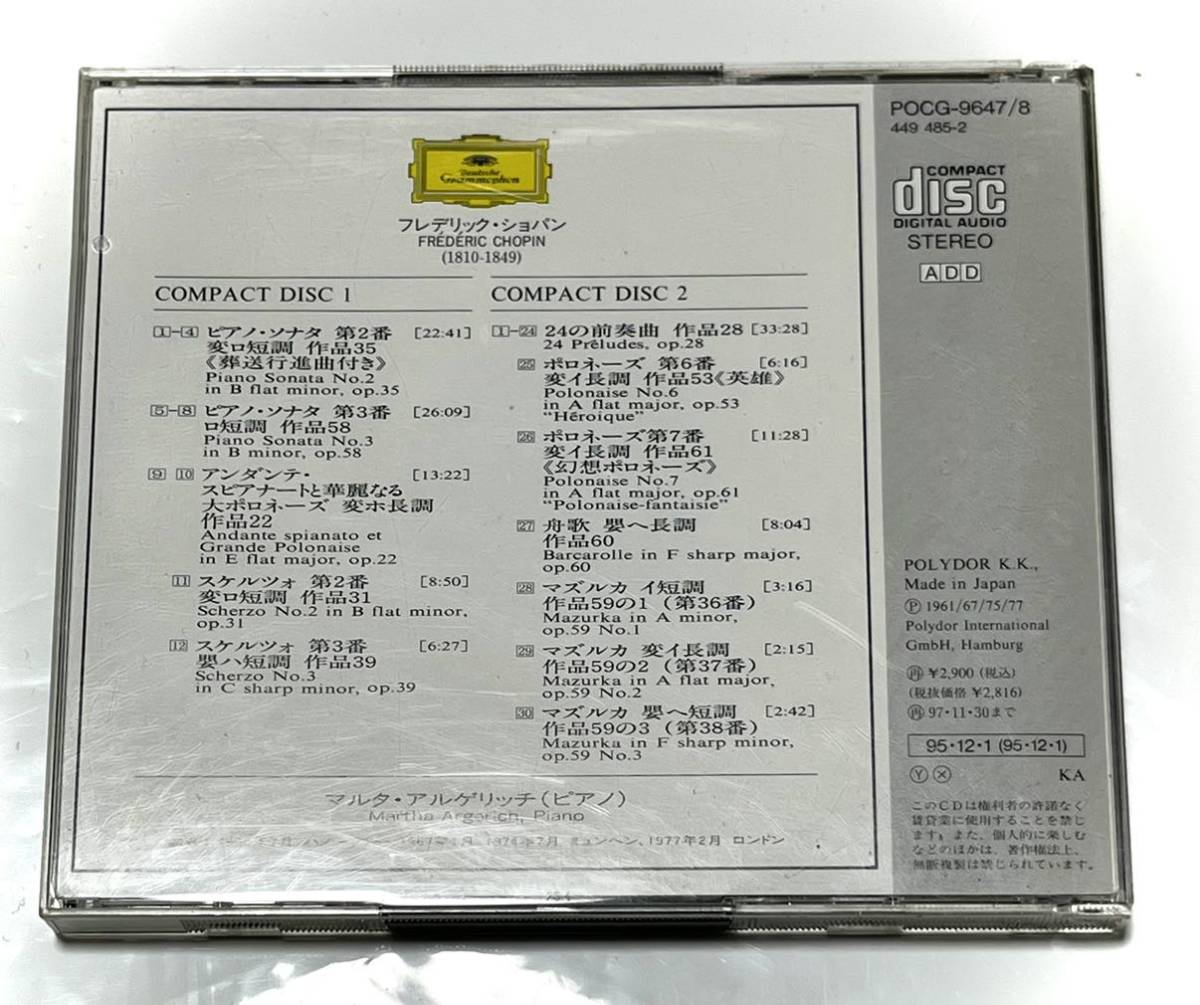 Deutsche
Grammophon
フレデリック・ショパン
FRÉDÉRIC CHOPIN
(1810-1849)
COMPACT DISC 1
1-4 ピアノ・ソナタ 第2番 [22:41]
変ロ短調 作品35
《葬送行進曲付き》
Piano Sonata No.2
in B flat minor, op.35
5-8 ピアノ・ソナタ 第3番 [26:09]
ロ短調 作品58
Piano Sonata No.3
in B minor, op.58
9 10 アンダンテ・ [13:22]
スピアナートと華麗なる
大ポロネーズ 変ホ長調
作品22
Andante spianato et
Grande Polonaise
in E flat major, op.22
11 スケルツォ 第2番 [8:50]
変ロ短調 作品31
Scherzo No.2 in B flat minor,
op.31
12 スケルツォ 第3番 [6:27]
嬰ハ短調 作品39
Scherzo No.3
in C sharp minor, op.39
COMPACT DISC 2
1-24 24の前奏曲 作品28 [33:28]
24 Préludes, op.28
25 ポロネーズ 第6番 [6:16]
変イ長調 作品53《英雄》
Polonaise No.6
in A flat major, op.53
"Héroique"
26 ポロネーズ第7番 [11:28]
変イ長調 作品61
《幻想ポロネーズ》
Polonaise No.7
in A flat major, op.61
"Polonaise-fantaisie"
27 舟歌 嬰ヘ長調 [8:04]
作品60
Barcarolle in F sharp major,
op.60
28 マズルカ イ短調 [3:16]
作品59の1（第36番）
Mazurka in A minor,
op.59 No.1
29 マズルカ 変イ長調 [2:15]
作品59の2（第37番）
Mazurka in A flat major,
op.59 No.2
30 マズルカ 嬰ヘ短調 [2:42]
作品59の3（第38番）
Mazurka in F sharp minor,
op.59 No.3
マルタ・アルゲリッチ（ピアノ）
Martha Argerich, Piano
ミュンヘン、1977年2月 ロンドン
POCG-9647/8
449 485-2
COMPACT
disc
DIGITAL AUDIO
STEREO
ADD
POLYDOR K.K.,
Made in Japan
Ⓟ 1961/67/75/77
Polydor International
GmbH, Hamburg
㊢ ¥2,900（税込）
（税抜価格 ¥2,816）
㊢ 97・11・30まで
95・12・1 (95・12・1)
Ⓨ Ⓧ KA
このCDは権利者の許諾なく
賃貸業に使用することを禁じ
ます。また、個人的に楽しむ
などのほかは、著作権法上、
無断複製は禁じられています。